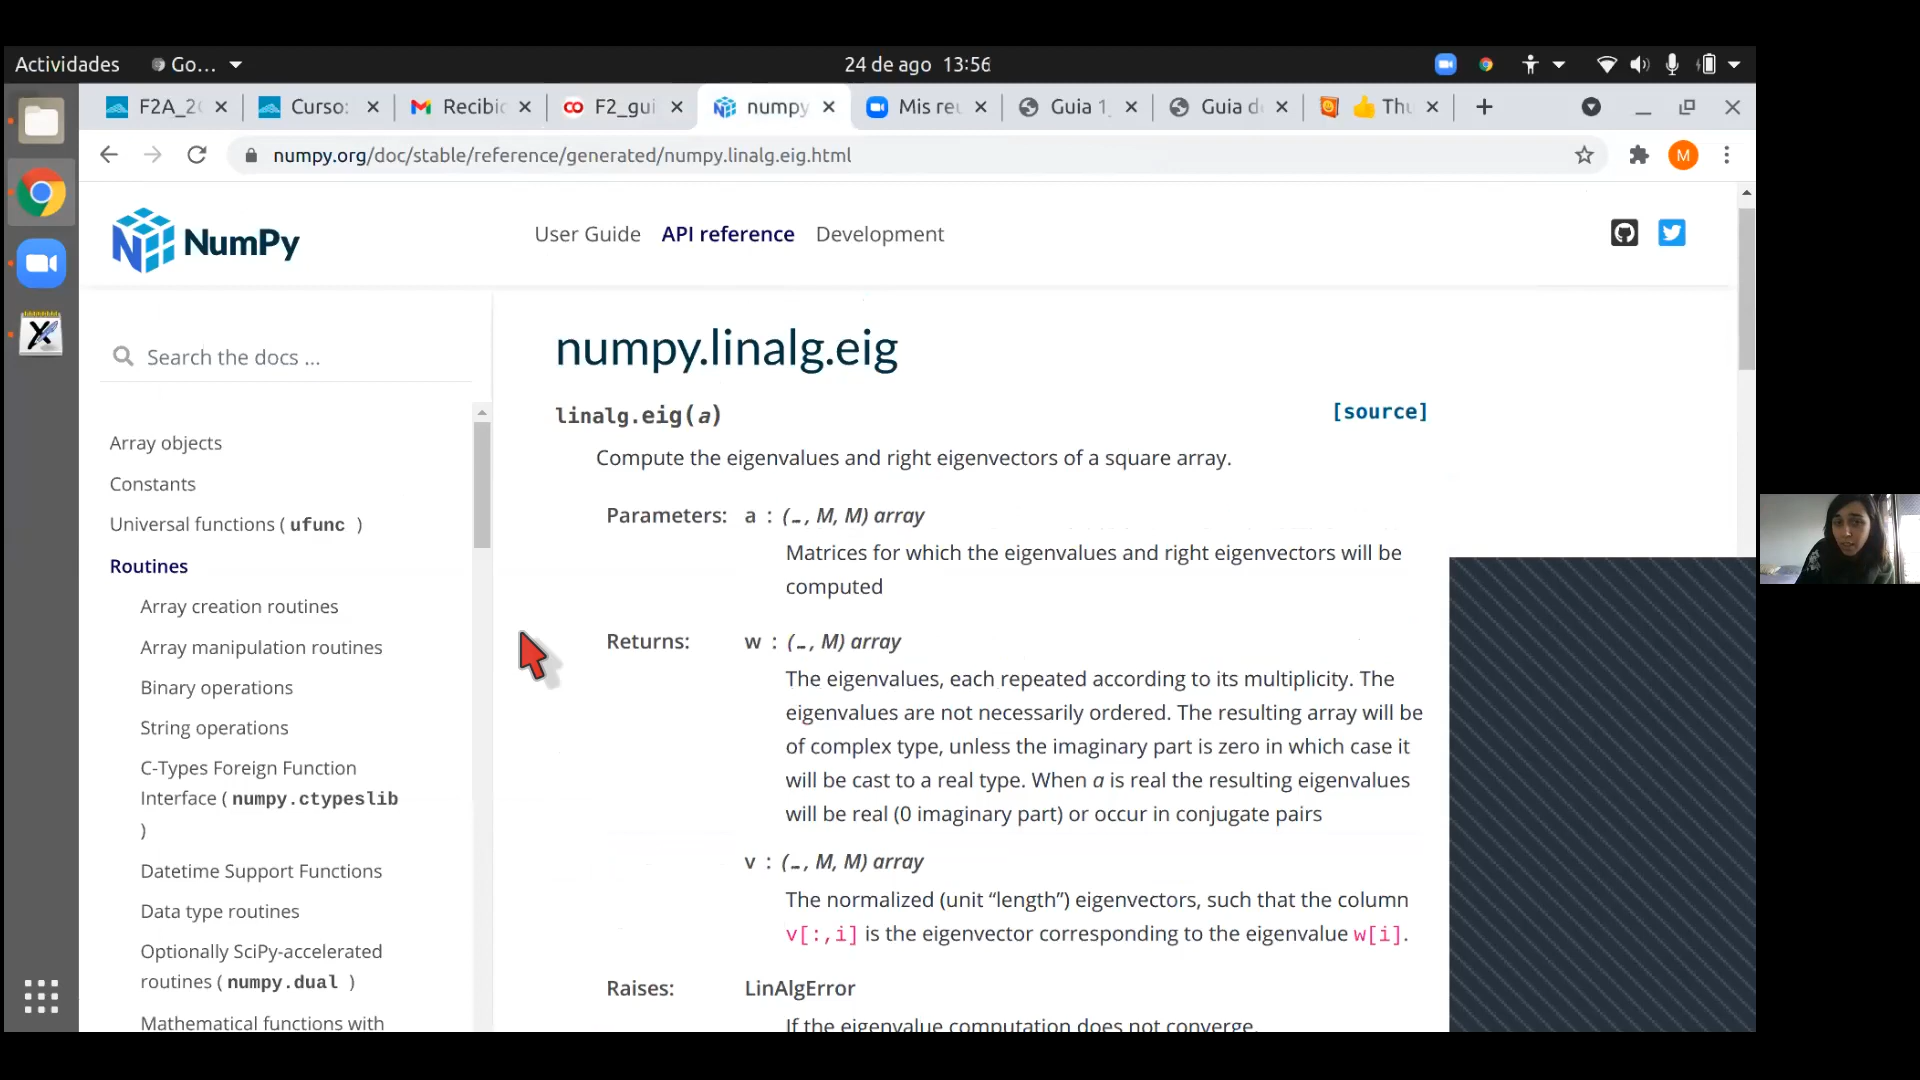 Actividades
Go...
24 de ago 13:56
F2A_2C
Curso:
Recibic
F2_gui
numpy
Mis reu
Guia 1_
Guia de
Thu
numpy.org/doc/stable/reference/generated/numpy.linalg.eig.html
M
NumPy
User Guide
API reference
Development
Search the docs ...
Array objects
Constants
Universal functions ( ufunc )
Routines
Array creation routines
Array manipulation routines
Binary operations
String operations
C-Types Foreign Function
Interface ( numpy.ctypeslib
)
Datetime Support Functions
Data type routines
Optionally SciPy-accelerated
routines ( numpy.dual )
Mathematical functions with
numpy.linalg.eig
linalg.eig(a)
[source]
Compute the eigenvalues and right eigenvectors of a square array.
Parameters: a : (…, M, M) array
Matrices for which the eigenvalues and right eigenvectors will be
computed
Returns: w : (…, M) array
The eigenvalues, each repeated according to its multiplicity. The
eigenvalues are not necessarily ordered. The resulting array will be
of complex type, unless the imaginary part is zero in which case it
will be cast to a real type. When a is real the resulting eigenvalues
will be real (0 imaginary part) or occur in conjugate pairs
v : (…, M, M) array
The normalized (unit “length”) eigenvectors, such that the column
v[:,i] is the eigenvector corresponding to the eigenvalue w[i].
Raises: LinAlgError
If the eigenvalue computation does not converge.